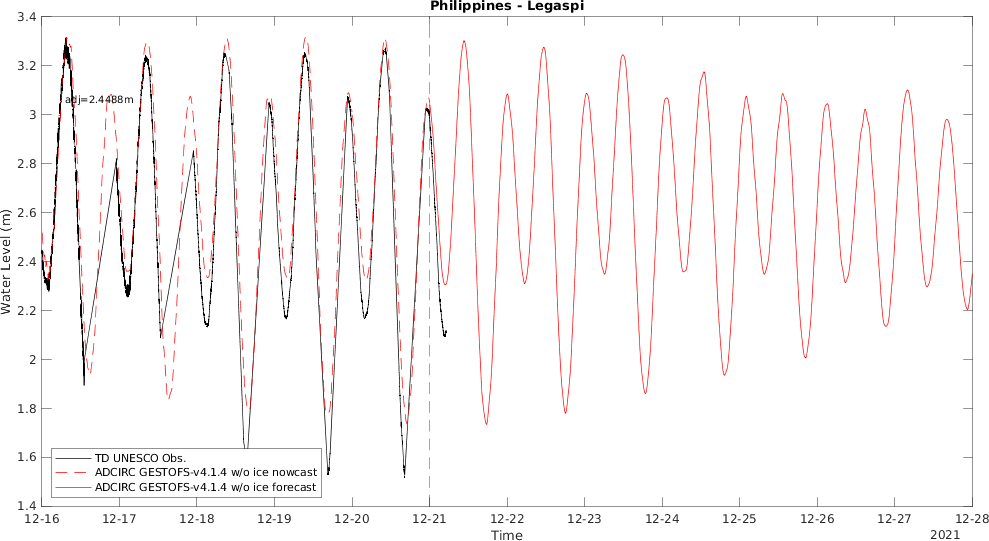 Philippines - Legaspi
3.4
3.2
3
2.8
2.6
2.4
2.2
2
1.8
1.6
1.4
Water Level (m)
adj=2.4488m
TD UNESCO Obs.
ADCIRC GESTOFS-v4.1.4 w/o ice nowcast
ADCIRC GESTOFS-v4.1.4 w/o ice forecast
12-16 12-17 12-18 12-19 12-20 12-21 12-22 12-23 12-24 12-25 12-26 12-27 12-28
Time
2021